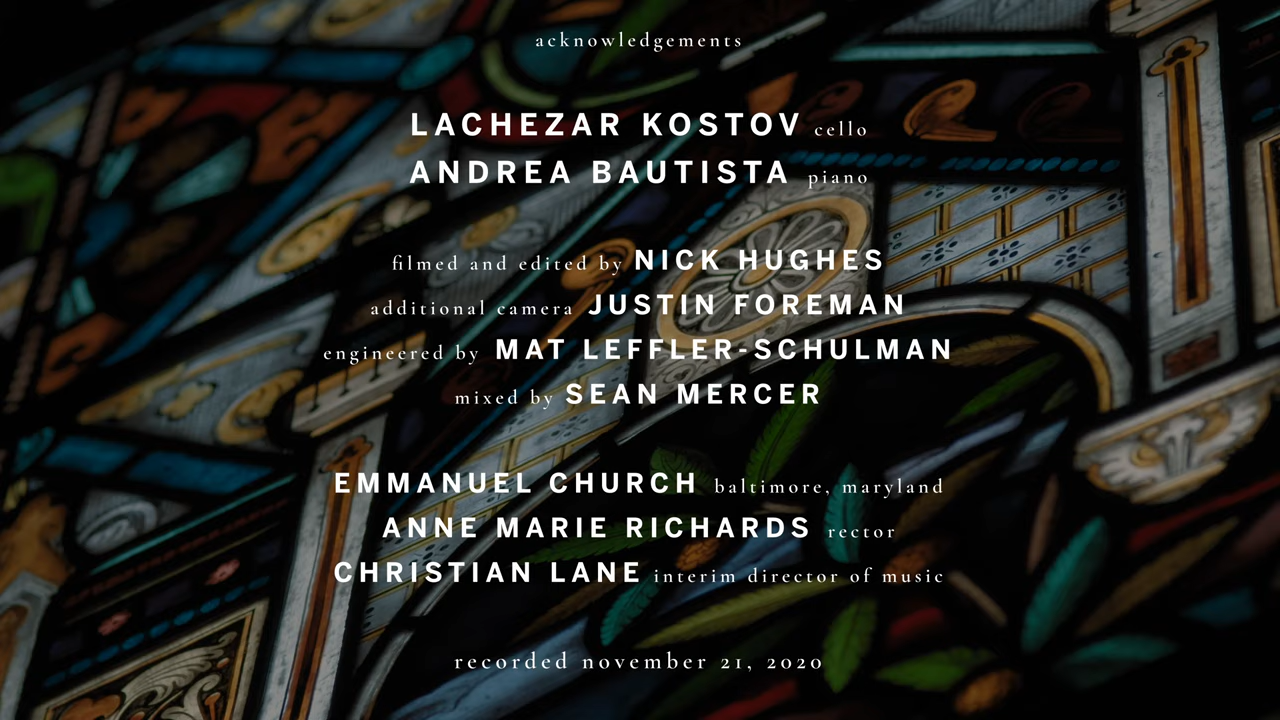 acknowledgements
LACHEZAR KOSTOV cello
ANDREA BAUTISTA piano
filmed and edited by NICK HUGHES
additional camera JUSTIN FOREMAN
engineered by MAT LEFFLER-SCHULMAN
mixed by SEAN MERCER
EMMANUEL CHURCH baltimore, maryland
ANNE MARIE RICHARDS rector
CHRISTIAN LANE interim director of music
recorded november 21, 2020